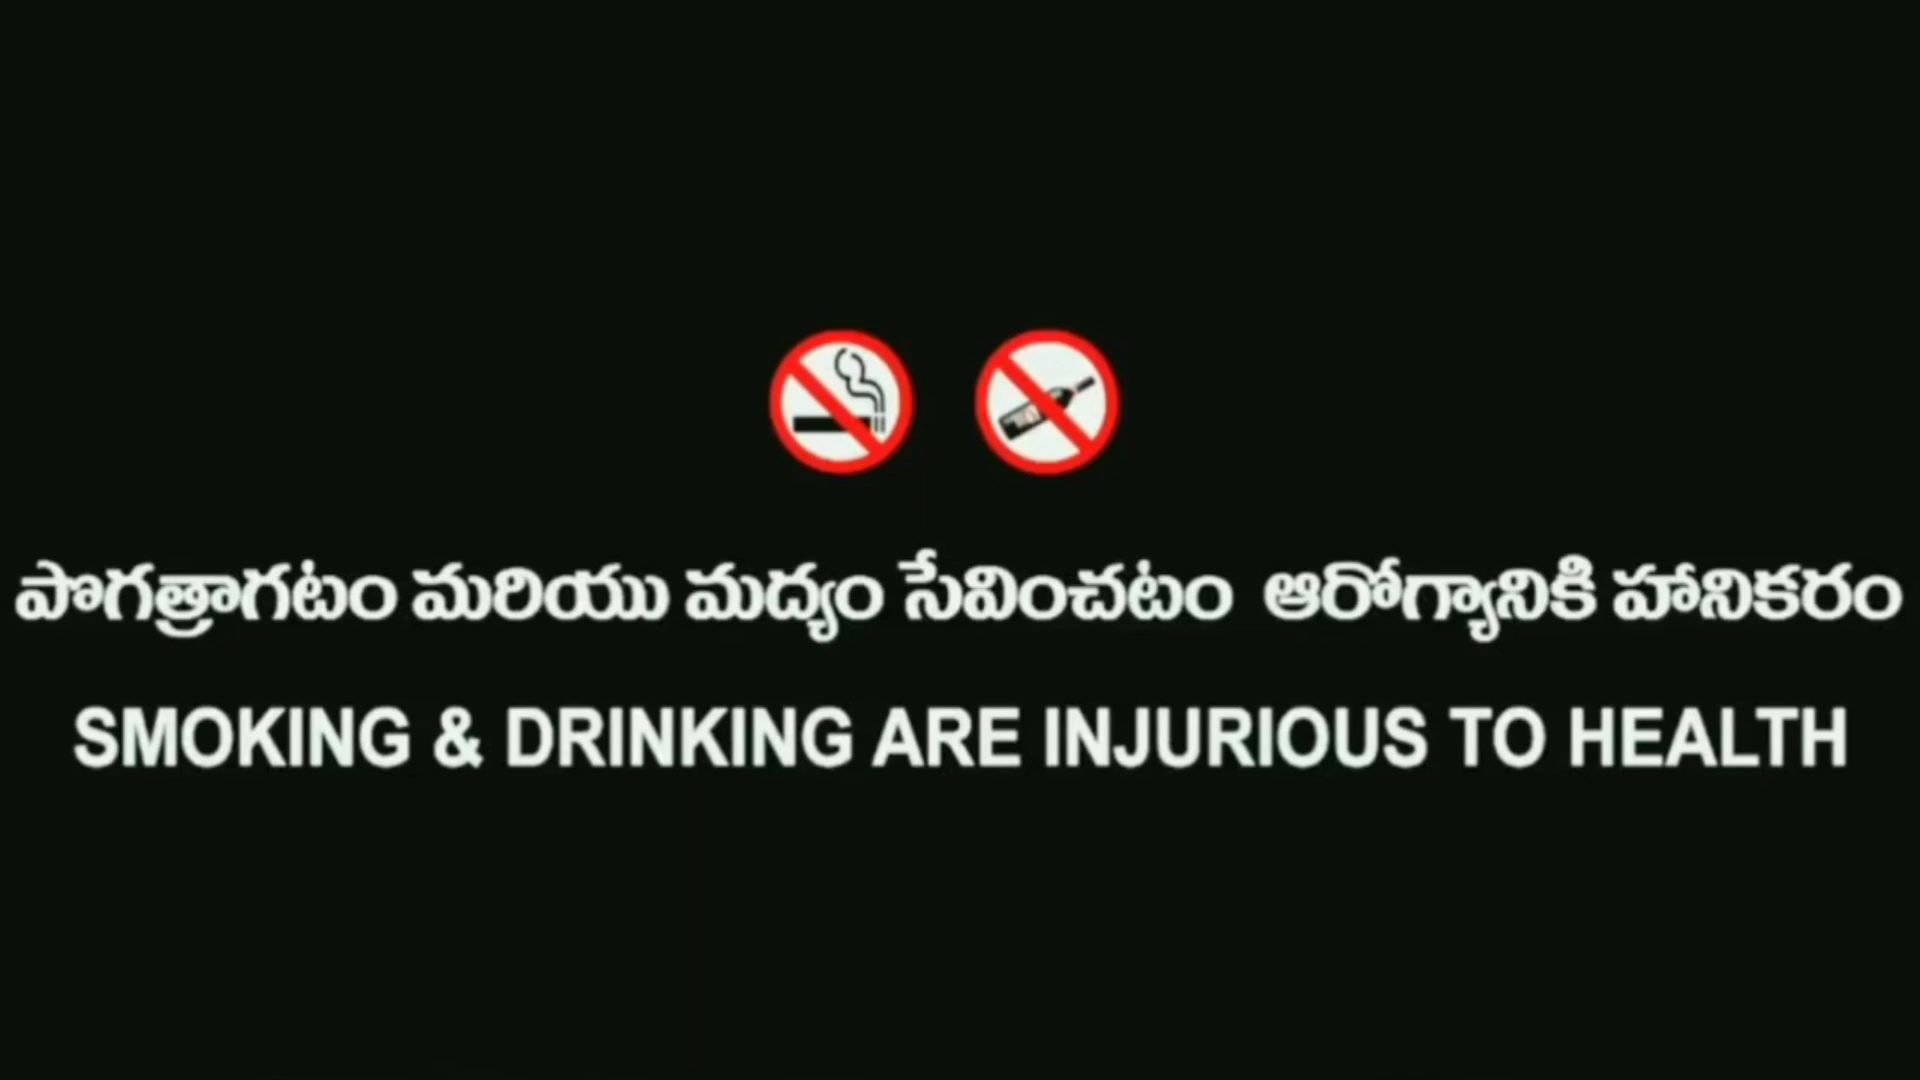 పొగత్రాగటం మరియు మద్యం సేవించటం ఆరోగ్యానికి హానికరం
SMOKING & DRINKING ARE INJURIOUS TO HEALTH